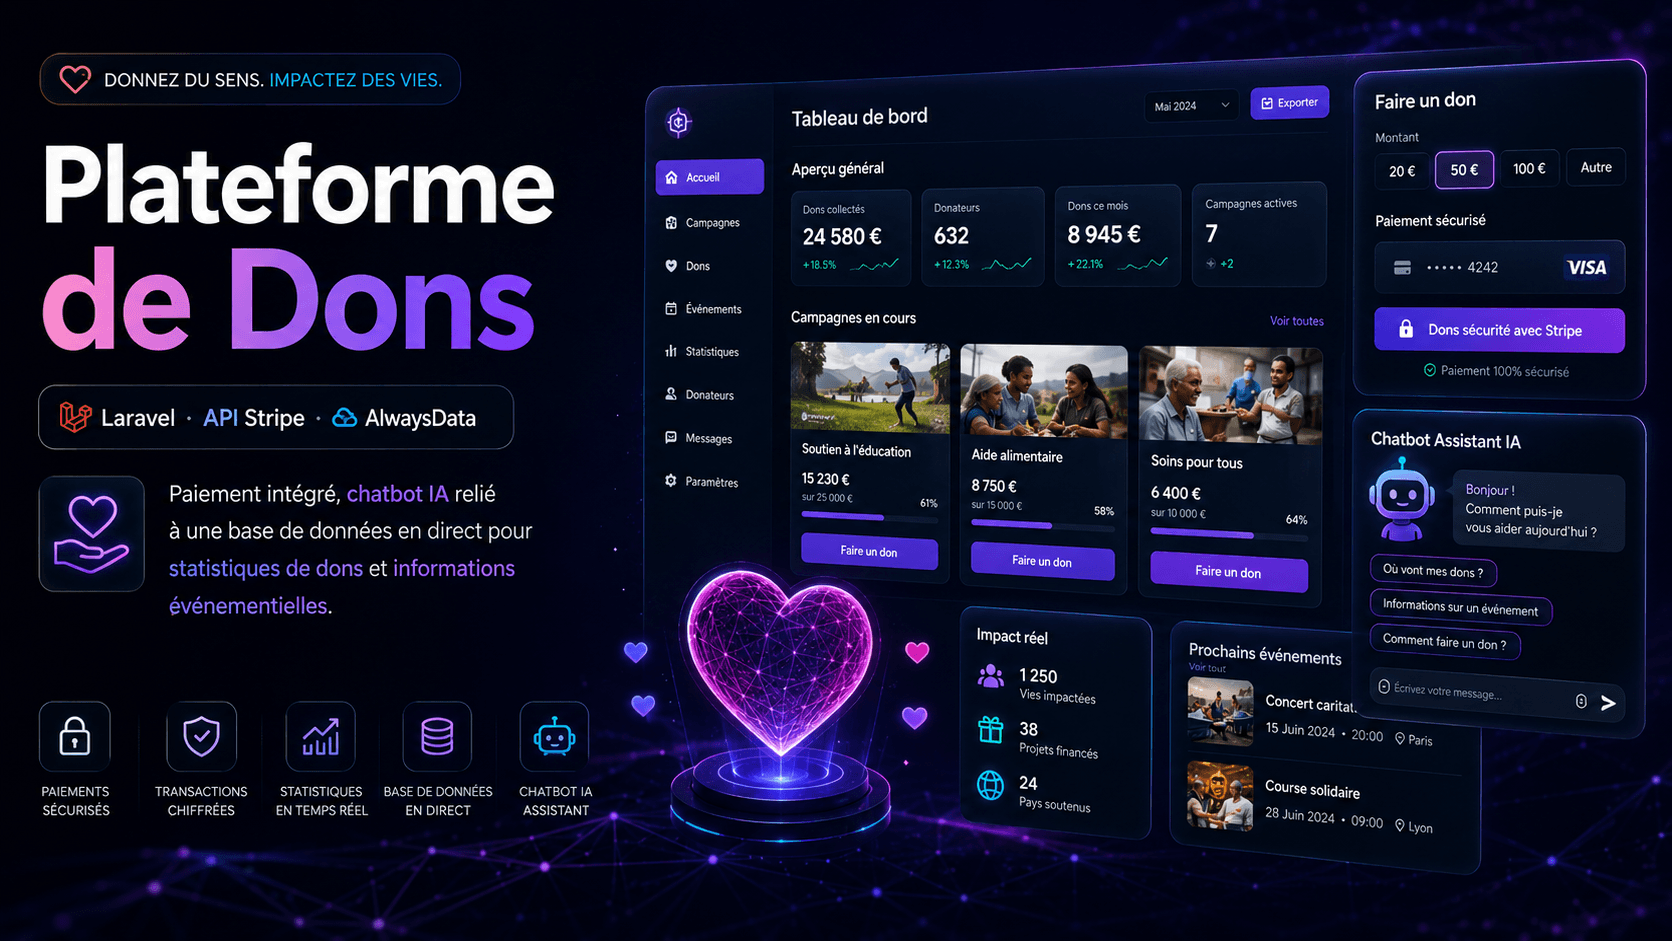 DONNEZ DU SENS. IMPACTEZ DES VIES.
Plateforme
de Dons
Laravel · API Stripe · AlwaysData
Paiement intégré, chatbot IA relié
à une base de données en direct pour
statistiques de dons et informations
événementielles.
PAIEMENTS
SÉCURISÉS
TRANSACTIONS
CHIFFRÉES
STATISTIQUES
EN TEMPS RÉEL
BASE DE DONNÉES
EN DIRECT
CHATBOT IA
ASSISTANT
Accueil
Campagnes
Dons
Événements
Statistiques
Donateurs
Messages
Paramètres
Tableau de bord
Mai 2024
Exporter
Aperçu général
Dons collectés
24 580 €
+18.5%
Donateurs
632
+12.3%
Dons ce mois
8 945 €
+22.1%
Campagnes actives
7
+2
Campagnes en cours
Voir toutes
Soutien à l'éducation
15 230 €
sur 25 000 €
61%
Faire un don
Aide alimentaire
8 750 €
sur 15 000 €
58%
Faire un don
Soins pour tous
6 400 €
sur 10 000 €
64%
Faire un don
Impact réel
1 250
Vies impactées
38
Projets financés
24
Pays soutenus
Prochains événements
Voir tout
Concert caritat
15 Juin 2024 • 20:00 Paris
Course solidaire
28 Juin 2024 • 09:00 Lyon
Faire un don
Montant
20 €
50 €
100 €
Autre
Paiement sécurisé
••••• 4242
VISA
Dons sécurité avec Stripe
Paiement 100% sécurisé
Chatbot Assistant IA
Bonjour !
Comment puis-je
vous aider aujourd'hui ?
Où vont mes dons ?
Informations sur un événement
Comment faire un don ?
Écrivez votre message...